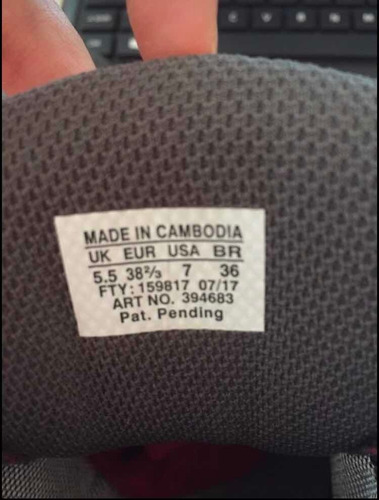 MADE IN CAMBODIA
UK EUR USA BR
5.5 38⅔ 7 36
FTY: 159817 07/17
ART NO. 394683
Pat. Pending